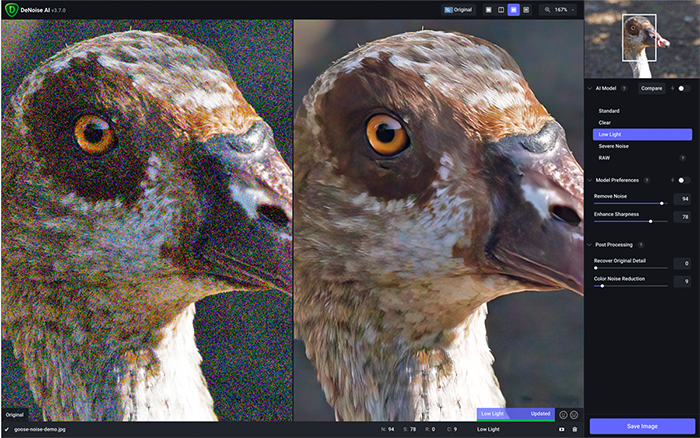 DeNoise AI v 3.7.0
Original
167%
AI Model ? Compare
Standard
Clear
Low Light
Severe Noise
RAW ?
Model Preferences ?
Remove Noise 94
Enhance Sharpness 78
Post Processing ?
Recover Original Detail 0
Color Noise Reduction 9
Original
Low Light Updated
goose-noise-demo.jpg
N: 94 S: 78 R: 0 C: 9 Low Light
Save Image